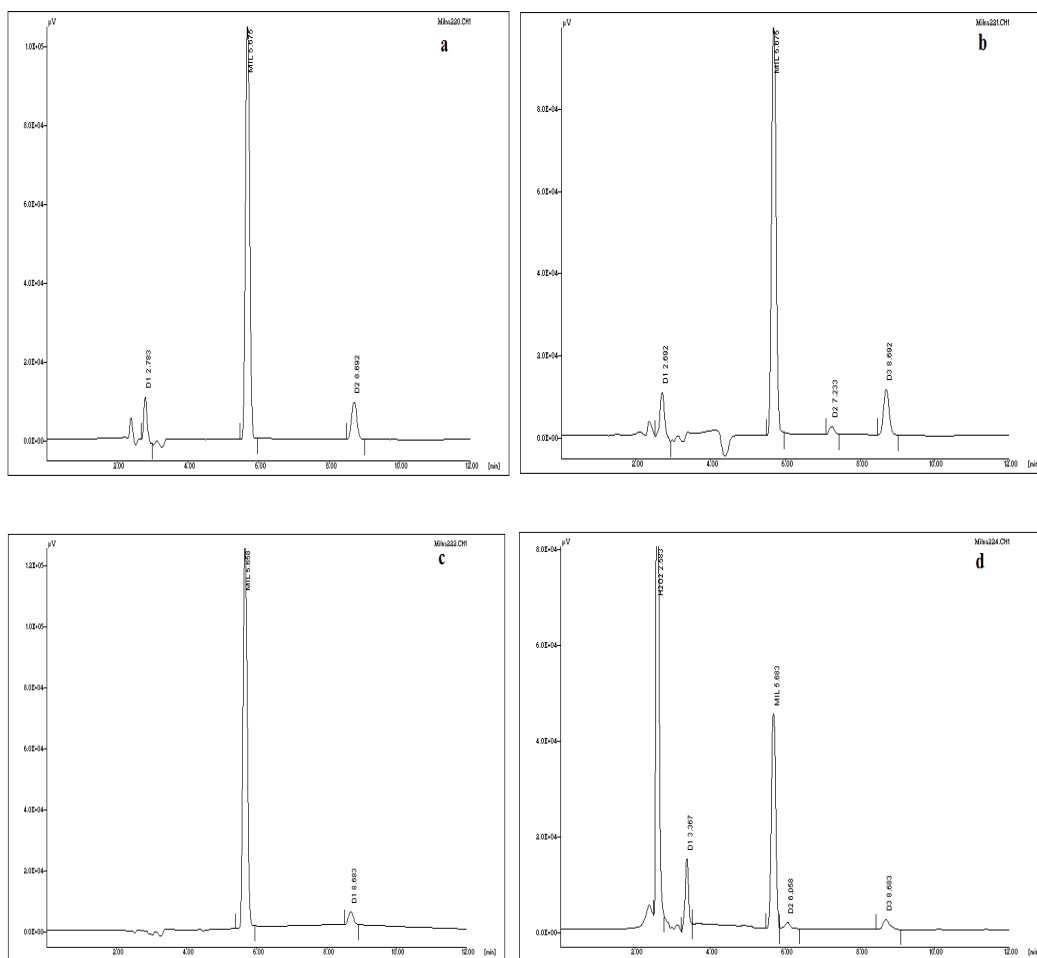 µV
Milna220.CH1
a
MIL 5.675
1.0E+05
8.0E+04
6.0E+04
4.0E+04
2.0E+04
0.0E+00
D1 2.783
D2 8.692
2.00 4.00 6.00 8.00 10.00 12.00 [min]
µV
Milna221.CH1
b
MIL 5.675
8.0E+04
6.0E+04
4.0E+04
2.0E+04
0.0E+00
D1 2.692
D2 7.233
D3 8.692
2.00 4.00 6.00 8.00 10.00 12.00 [min]
µV
c
MIL 5.658
1.2E+05
1.0E+05
8.0E+04
6.0E+04
4.0E+04
2.0E+04
0.0E+00
D1 8.683
2.00 4.00 6.00 8.00 10.00 12.00 [min]
µV
Milna224.CH1
d
H2O2 2.583
8.0E+04
6.0E+04
4.0E+04
2.0E+04
0.0E+00
D1 3.367
MIL 5.683
D2 6.058
D3 8.683
2.00 4.00 6.00 8.00 10.00 12.00 [min]